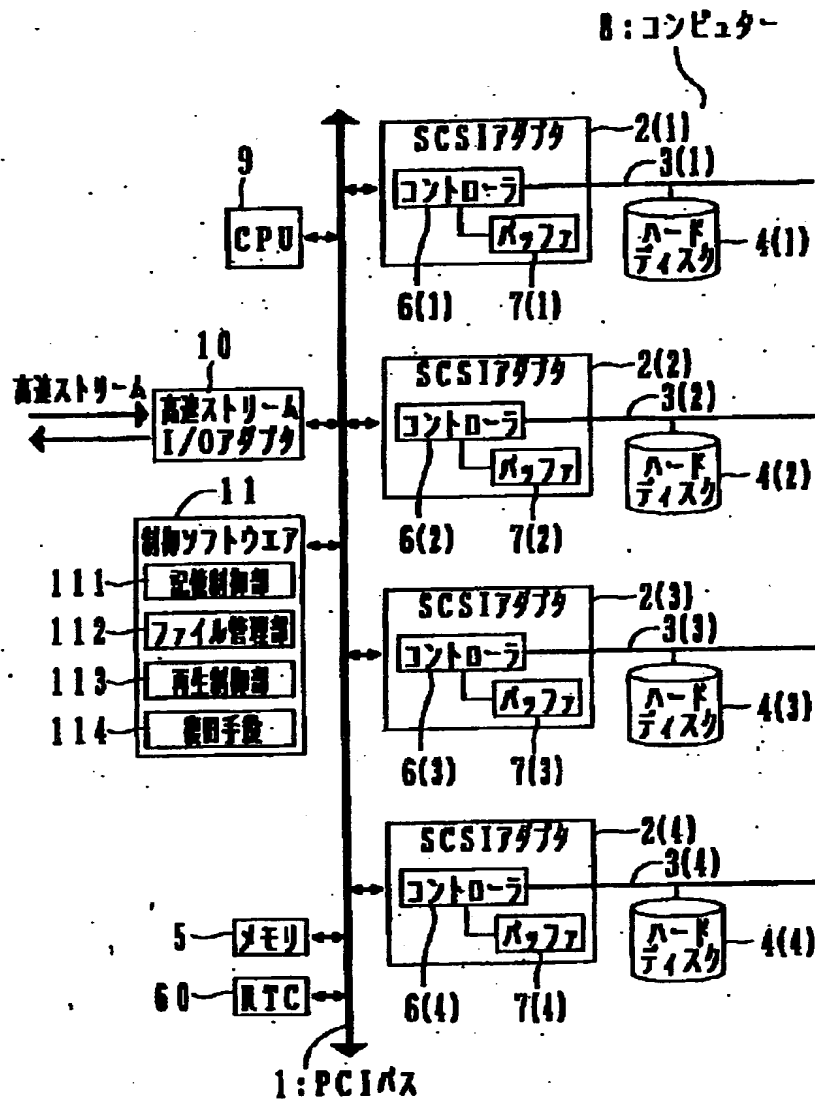 8:コンピュター
SCSIアダプタ
2(1)
3(1)
コントローラ
バッファ
ハード
ディスク
4(1)
6(1)
7(1)
9
CPU
SCSIアダプタ
2(2)
3(2)
コントローラ
バッファ
ハード
ディスク
4(2)
6(2)
7(2)
10
高速ストリーム
高速ストリーム
I/Oアダプタ
11
制御ソフトウエア
111
記憶制御部
112
ファイル管理部
113
再生制御部
114
復旧手段
SCSIアダプタ
2(3)
3(3)
コントローラ
バッファ
ハード
ディスク
4(3)
6(3)
7(3)
SCSIアダプタ
2(4)
3(4)
コントローラ
バッファ
ハード
ディスク
4(4)
6(4)
7(4)
5
メモリ
60
RTC
1:PCIバス